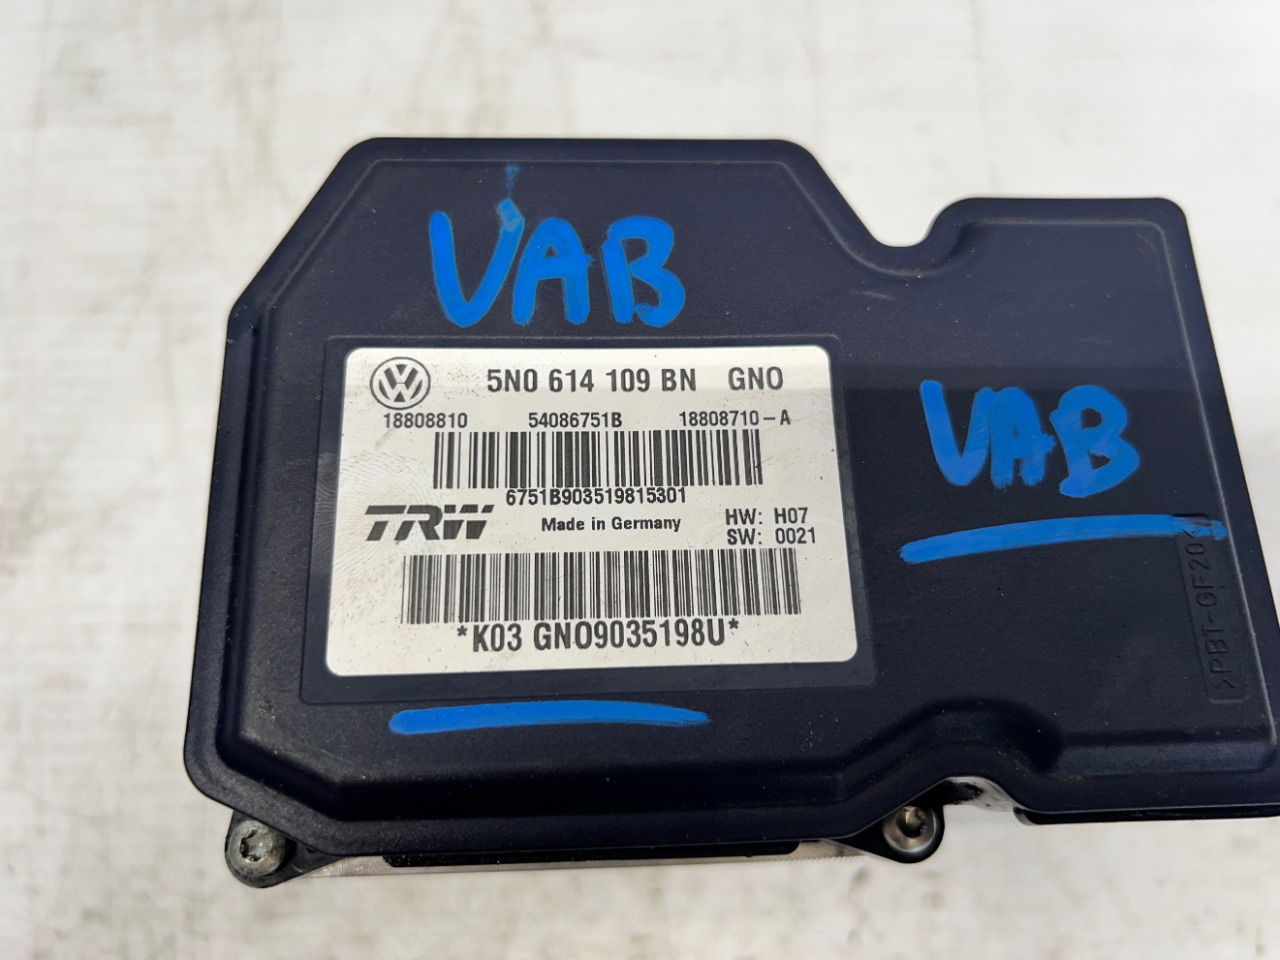 VAB
5N0 614 109 BN GNO
18808810 54086751B 18808710-A
6751B903519815301
TRW Made in Germany HW: H07
SW: 0021
*K03 GNO9035198U*
VAB
>PBT-GF20<